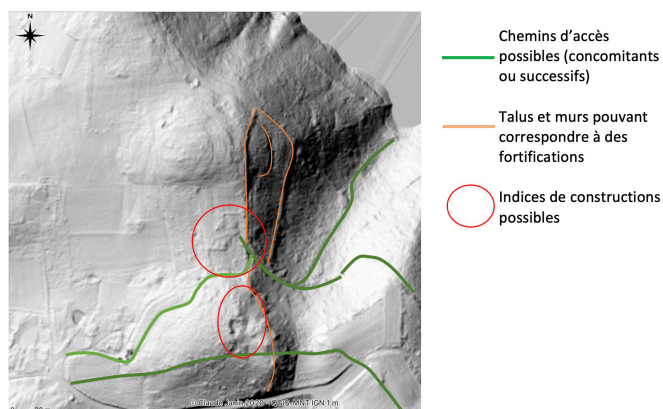 N
Chemins d'accès
possibles (concomitants
ou successifs)
Talus et murs pouvant
correspondre à des
fortifications
Indices de constructions
possibles
2020
MNT IGN 1 m